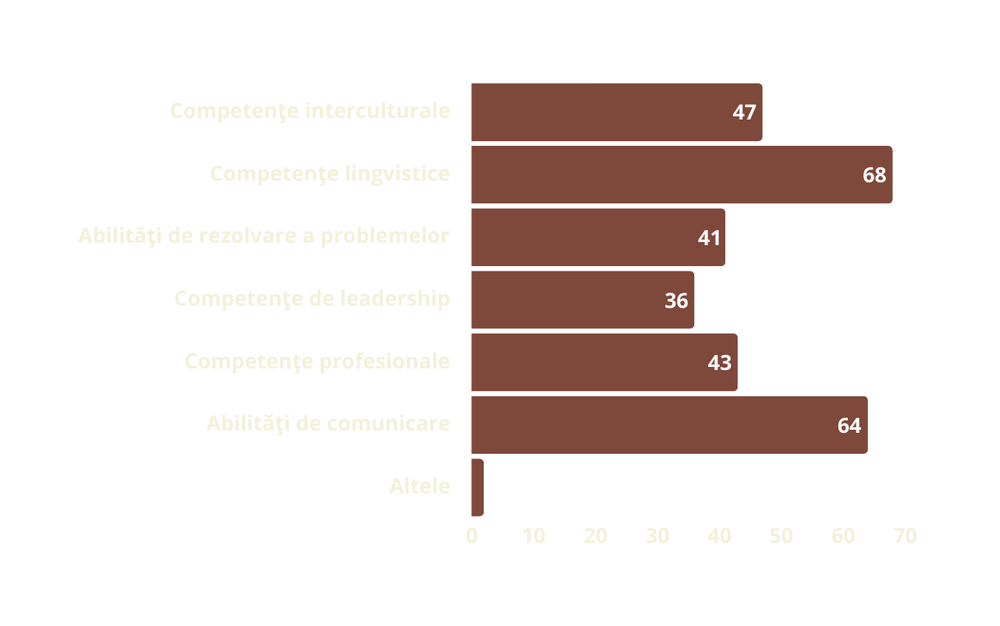 Competenţe interculturale 47
Competenţe lingvistice 68
Abilităţi de rezolvare a problemelor 41
Competenţe de leadership 36
Competenţe profesionale 43
Abilităţi de comunicare 64
Altele
0 10 20 30 40 50 60 70